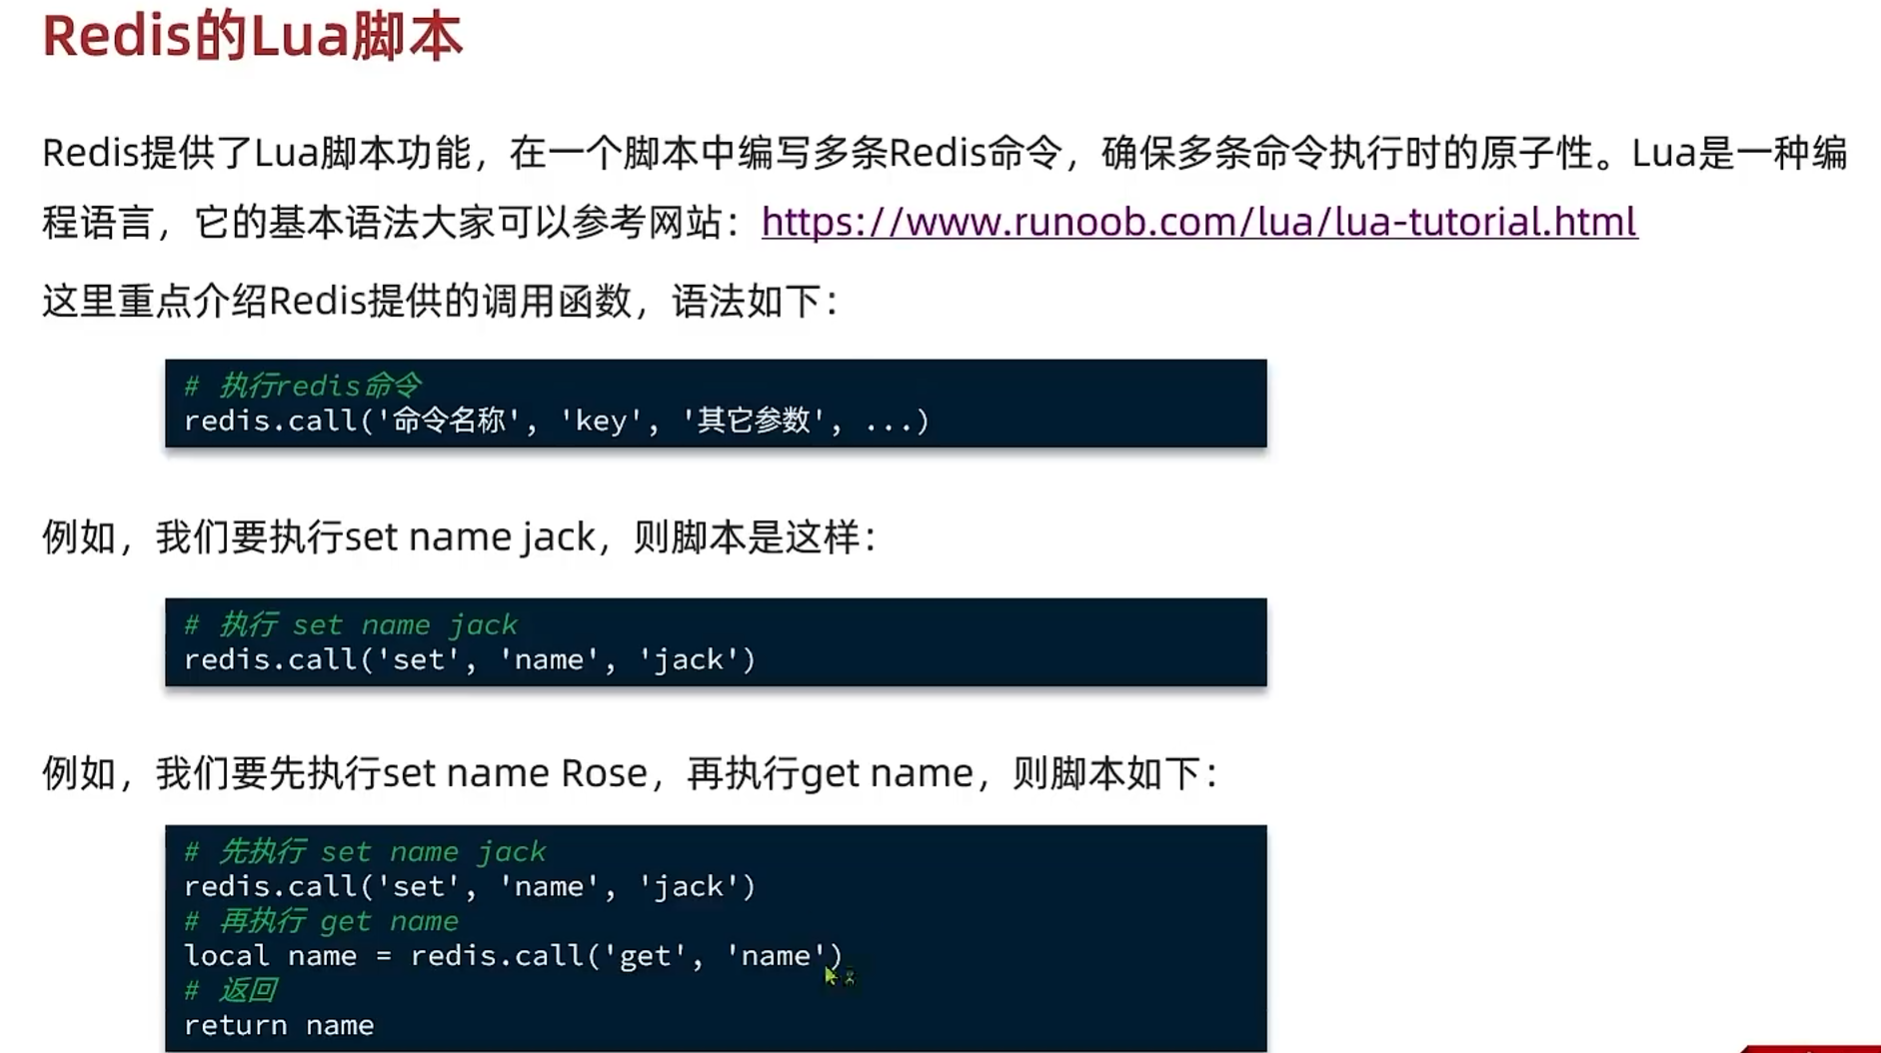 Redis的Lua脚本
Redis提供了Lua脚本功能，在一个脚本中编写多条Redis命令，确保多条命令执行时的原子性。Lua是一种编
程语言，它的基本语法大家可以参考网站：https://www.runoob.com/lua/lua-tutorial.html
这里重点介绍Redis提供的调用函数，语法如下：
# 执行redis命令
redis.call('命令名称', 'key', '其它参数', ...)
例如，我们要执行set name jack，则脚本是这样：
# 执行 set name jack
redis.call('set', 'name', 'jack')
例如，我们要先执行set name Rose，再执行get name，则脚本如下：
# 先执行 set name jack
redis.call('set', 'name', 'jack')
# 再执行 get name
local name = redis.call('get', 'name')
# 返回
return name